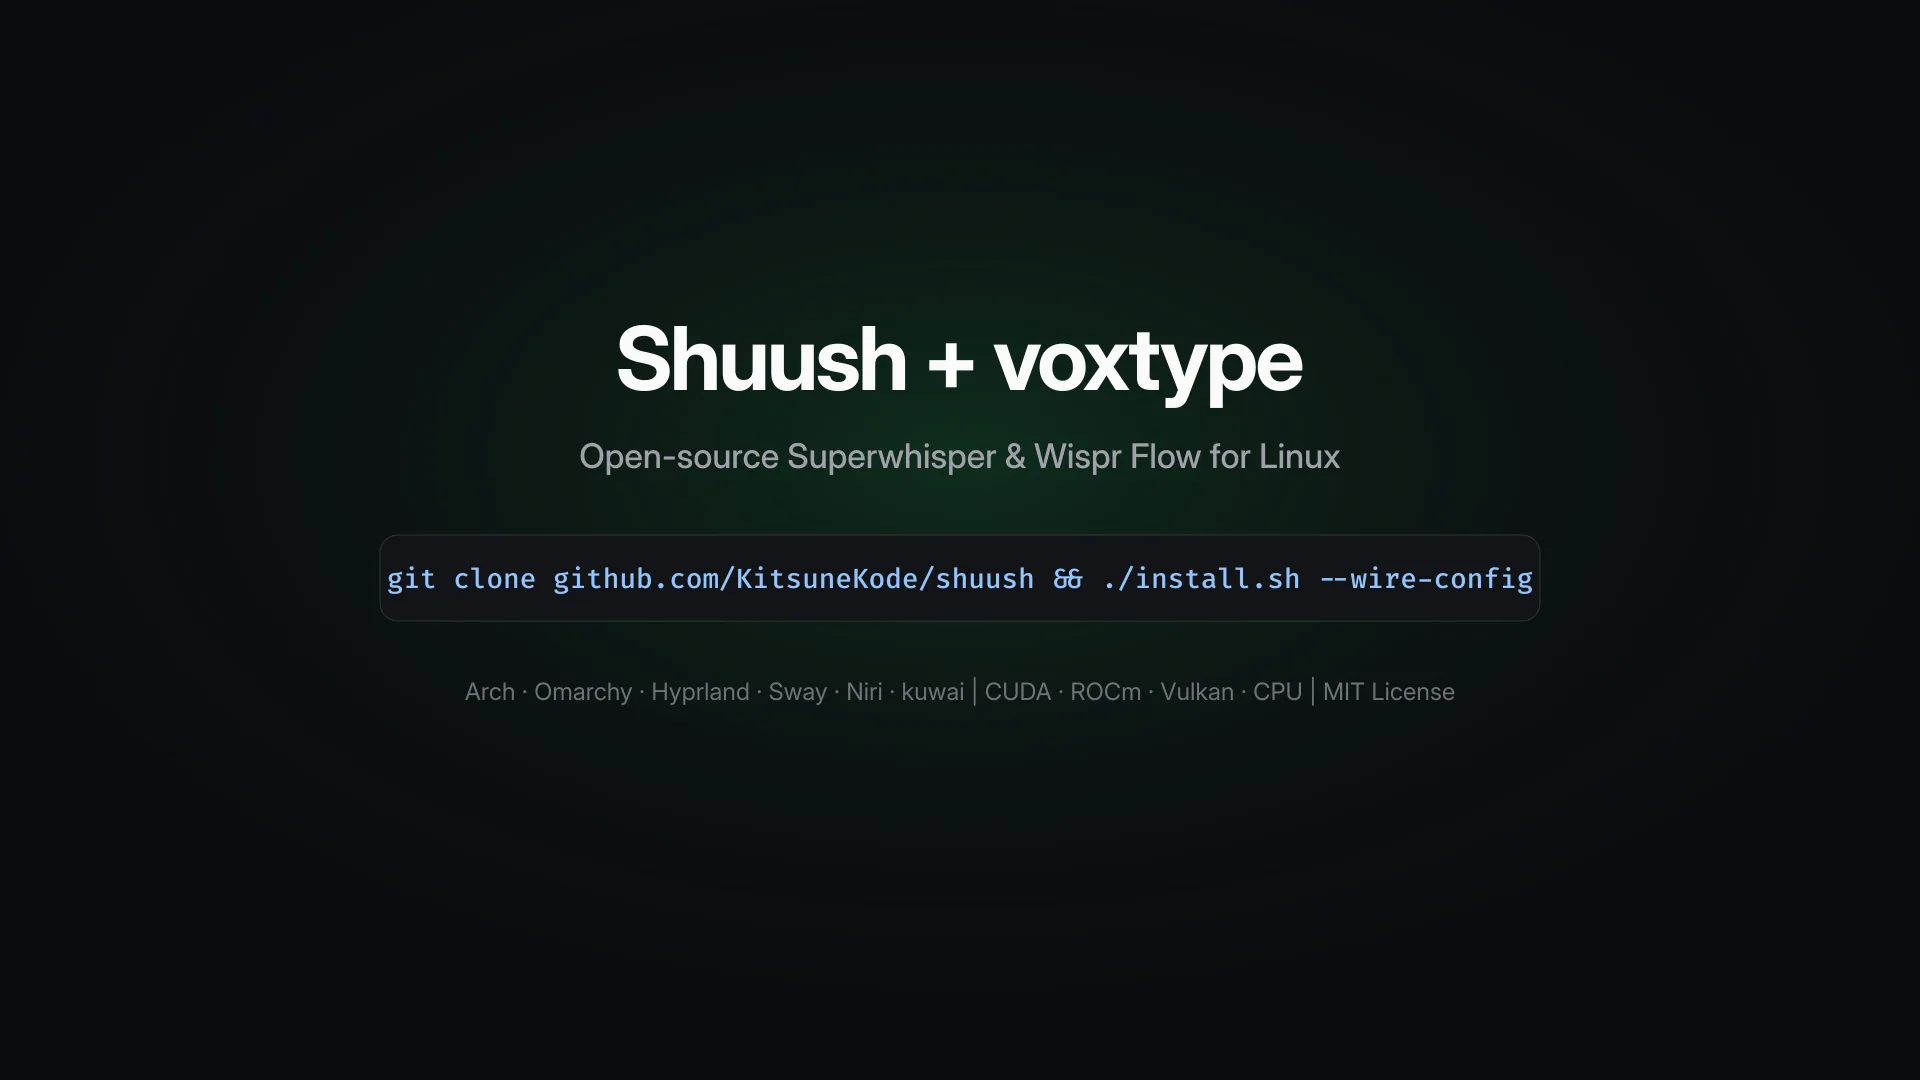 Shuush + voxtype
Open-source Superwhisper & Wispr Flow for Linux
git clone github.com/KitsuneKode/shuush && ./install.sh --wire-config
Arch · Omarchy · Hyprland · Sway · Niri · kuwai | CUDA · ROCm · Vulkan · CPU | MIT License